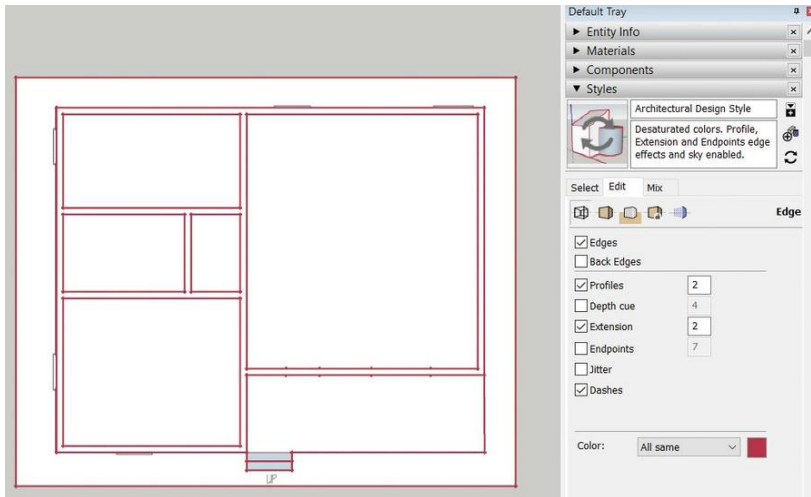 Default Tray
Entity Info
Materials
Components
Styles
Architectural Design Style
Desaturated colors. Profile,
Extension and Endpoints edge
effects and sky enabled.
Select Edit Mix
Edge
Edges
Back Edges
Profiles 2
Depth cue 4
Extension 2
Endpoints 7
Jitter
Dashes
Color: All same
UP